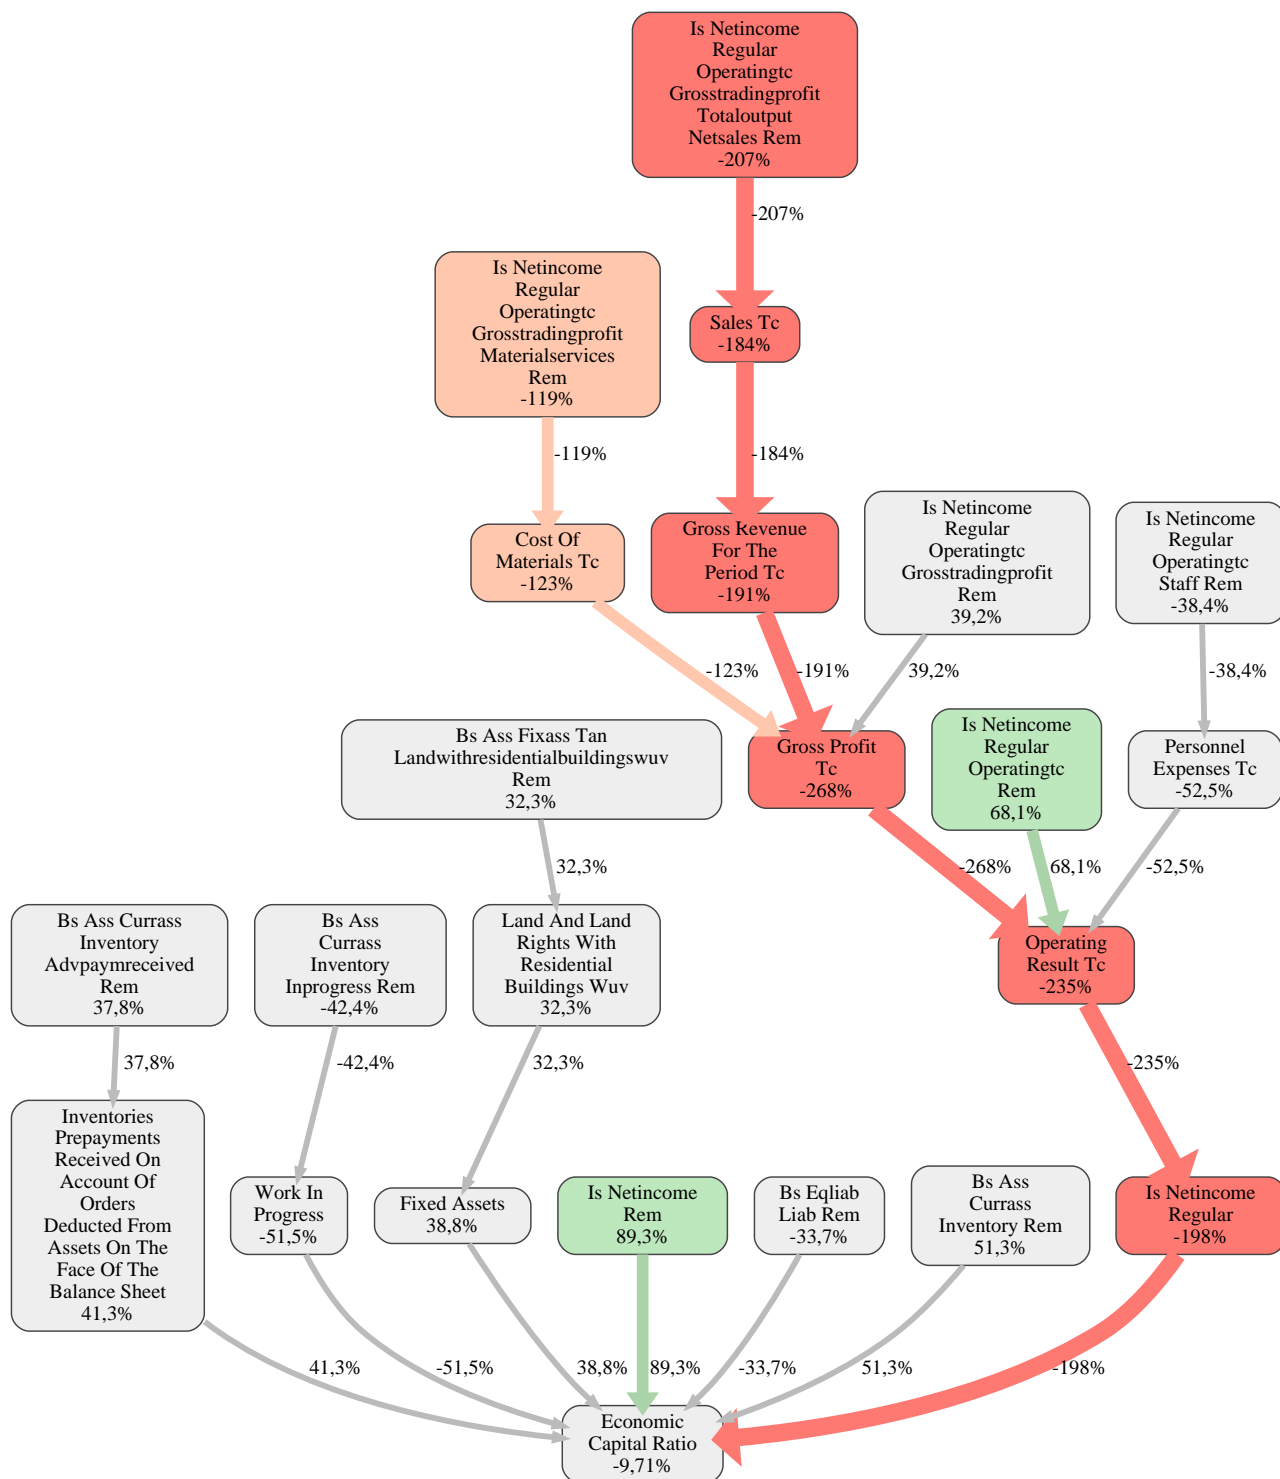 Is Netincome
Regular
Operatingtc
Grosstradingprofit
Totaloutput
Netsales Rem
-207%
-207%
Is Netincome
Regular
Operatingtc
Grosstradingprofit
Materialservices
Rem
-119%
Sales Tc
-184%
-119%
-184%
Cost Of
Materials Tc
-123%
Gross Revenue
For The
Period Tc
-191%
Is Netincome
Regular
Operatingtc
Grosstradingprofit
Rem
39,2%
Is Netincome
Regular
Operatingtc
Staff Rem
-38,4%
-123%
-191%
39,2%
-38,4%
Bs Ass Fixass Tan
Landwithresidentialbuildingswuv
Rem
32,3%
Gross Profit
Tc
-268%
Is Netincome
Regular
Operatingtc
Rem
68,1%
Personnel
Expenses Tc
-52,5%
32,3%
-268%
68,1%
-52,5%
Bs Ass Currass
Inventory
Advpaymreceived
Rem
37,8%
Bs Ass
Currass
Inventory
Inprogress Rem
-42,4%
Land And Land
Rights With
Residential
Buildings Wuv
32,3%
Operating
Result Tc
-235%
37,8%
-42,4%
32,3%
-235%
Inventories
Prepayments
Received On
Account Of
Orders
Deducted From
Assets On The
Face Of The
Balance Sheet
41,3%
Work In
Progress
-51,5%
Fixed Assets
38,8%
Is Netincome
Rem
89,3%
Bs Eqliab
Liab Rem
-33,7%
Bs Ass
Currass
Inventory Rem
51,3%
Is Netincome
Regular
-198%
41,3%
-51,5%
38,8%
89,3%
-33,7%
51,3%
-198%
Economic
Capital Ratio
-9,71%